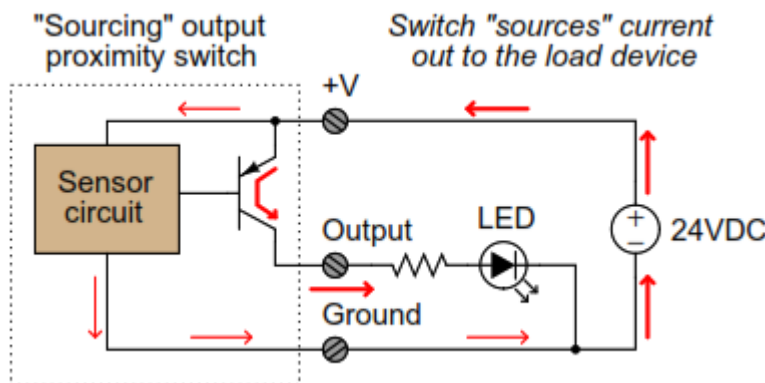 "Sourcing" output
proximity switch
Switch "sources" current
out to the load device
+V
Sensor
circuit
Output
LED
+
−
24VDC
Ground